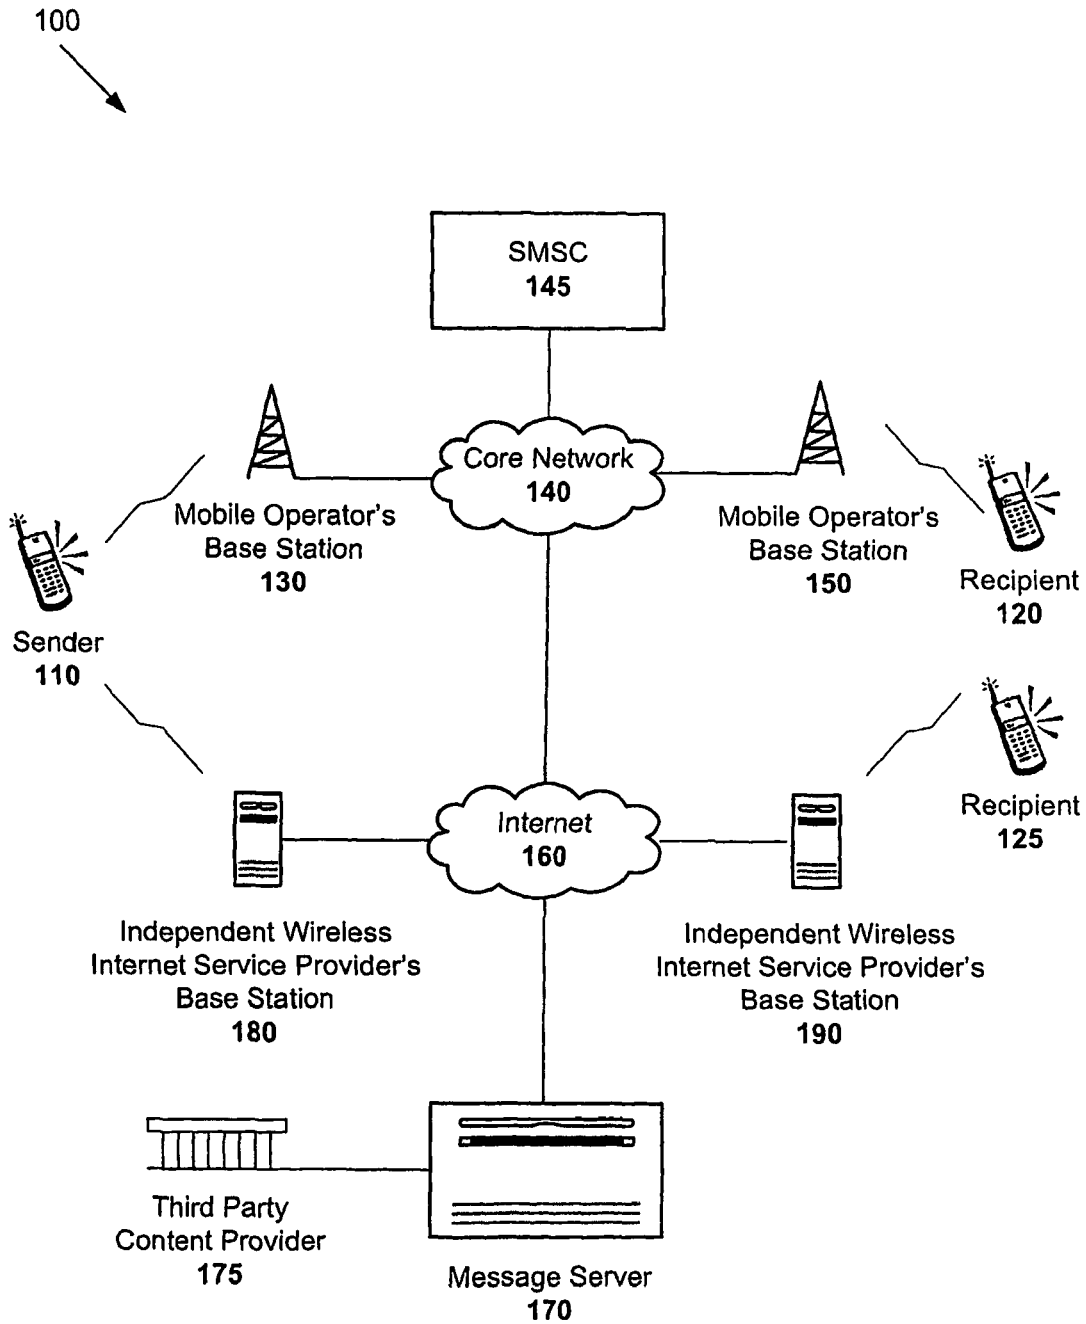 100
SMSC
145
Core Network
140
Mobile Operator's
Base Station
130
Mobile Operator's
Base Station
150
Recipient
120
Sender
110
Recipient
125
Internet
160
Independent Wireless
Internet Service Provider's
Base Station
180
Independent Wireless
Internet Service Provider's
Base Station
190
Third Party
Content Provider
175
Message Server
170